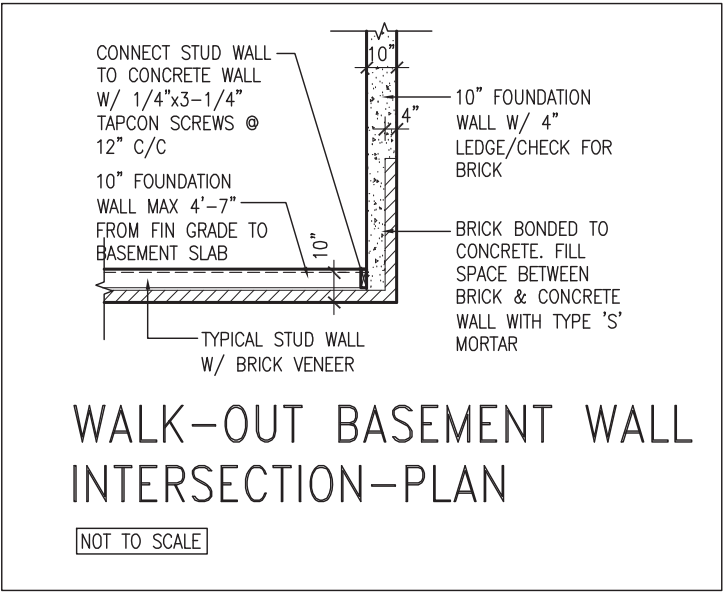 CONNECT STUD WALL
TO CONCRETE WALL
W/ 1/4"x3-1/4"
TAPCON SCREWS @
12" C/C
10" FOUNDATION
WALL MAX 4'-7"
FROM FIN GRADE TO
BASEMENT SLAB
10"
10"
4"
10" FOUNDATION
WALL W/ 4"
LEDGE/CHECK FOR
BRICK
BRICK BONDED TO
CONCRETE. FILL
SPACE BETWEEN
BRICK & CONCRETE
WALL WITH TYPE 'S'
MORTAR
TYPICAL STUD WALL
W/ BRICK VENEER
WALK-OUT BASEMENT WALL
INTERSECTION-PLAN
NOT TO SCALE